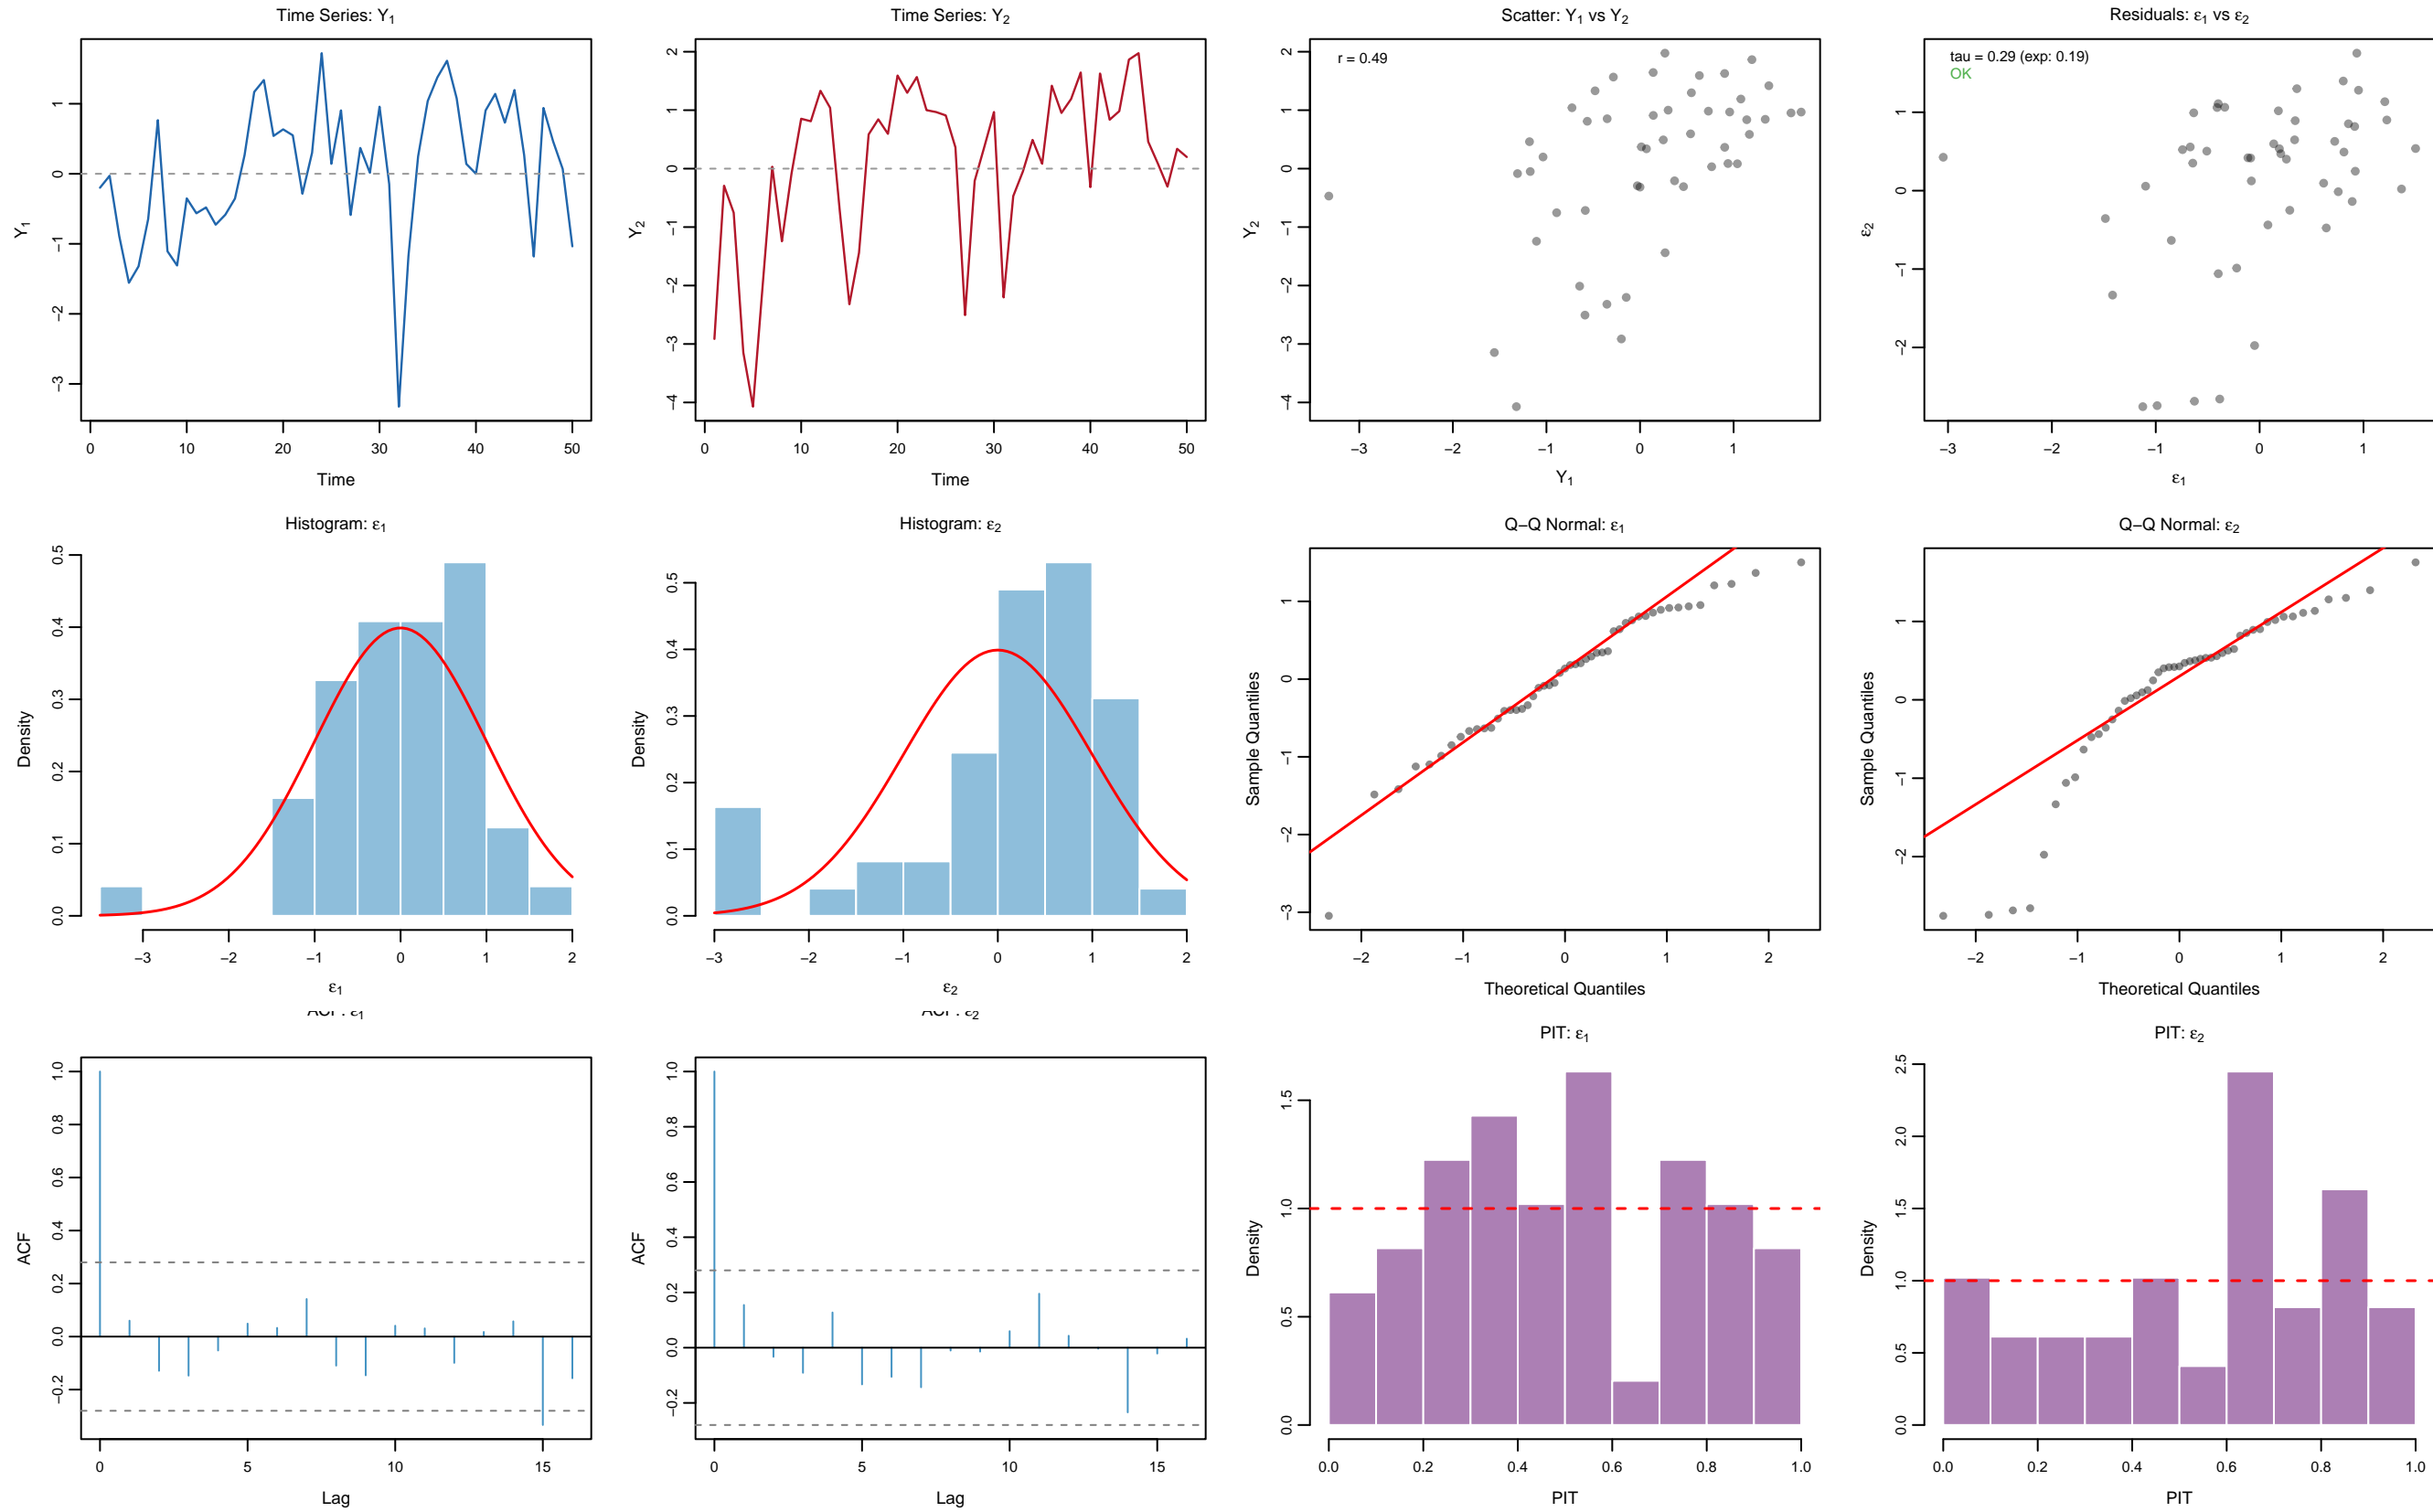 Time Series: Y₁
Y₁
1
0
−1
−2
−3
0 10 20 30 40 50
Time
Time Series: Y₂
Y₂
2
1
0
−1
−2
−3
−4
0 10 20 30 40 50
Time
Scatter: Y₁ vs Y₂
r = 0.49
Y₂
2
1
0
−1
−2
−3
−4
−3 −2 −1 0 1
Y₁
Residuals: ε₁ vs ε₂
tau = 0.29 (exp: 0.19)
OK
ε₂
1
0
−1
−2
−3 −2 −1 0 1
ε₁
Histogram: ε₁
Density
0.5
0.4
0.3
0.2
0.1
0.0
−3 −2 −1 0 1 2
ε₁
Histogram: ε₂
Density
0.5
0.4
0.3
0.2
0.1
0.0
−3 −2 −1 0 1 2
ε₂
Q−Q Normal: ε₁
Sample Quantiles
1
0
−1
−2
−3
−2 −1 0 1 2
Theoretical Quantiles
Q−Q Normal: ε₂
Sample Quantiles
1
0
−1
−2
−2 −1 0 1 2
Theoretical Quantiles
ACF: ε₁
ACF
1.0
0.8
0.6
0.4
0.2
0.0
−0.2
0 5 10 15
Lag
ACF: ε₂
ACF
1.0
0.8
0.6
0.4
0.2
0.0
−0.2
0 5 10 15
Lag
PIT: ε₁
Density
1.5
1.0
0.5
0.0
0.0 0.2 0.4 0.6 0.8 1.0
PIT
PIT: ε₂
Density
2.5
2.0
1.5
1.0
0.5
0.0
0.0 0.2 0.4 0.6 0.8 1.0
PIT